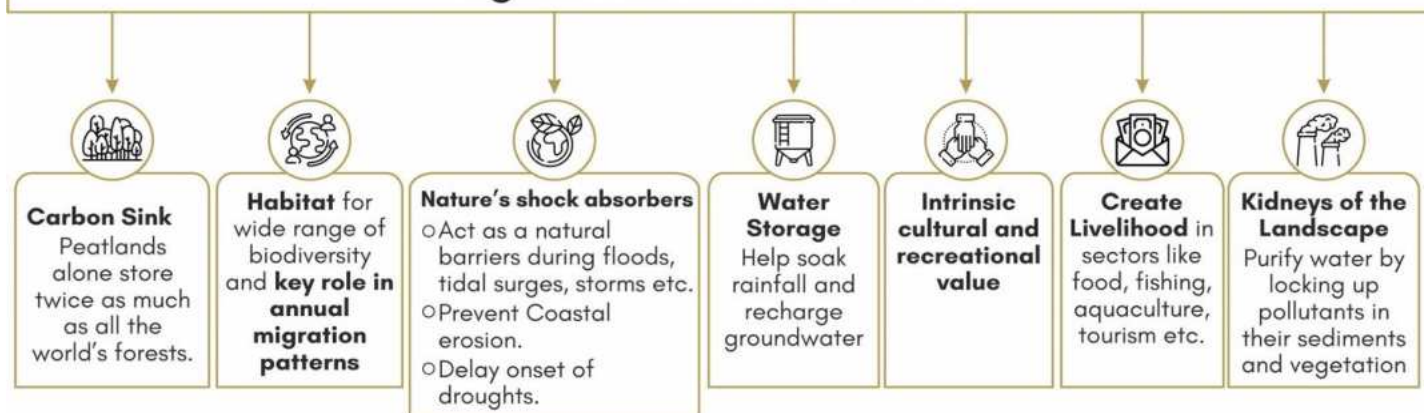 Carbon Sink
Peatlands
alone store
twice as much
as all the
world's forests.
Habitat for
wide range of
biodiversity
and key role in
annual
migration
patterns
Nature's shock absorbers
○Act as a natural
barriers during floods,
tidal surges, storms etc.
○Prevent Coastal
erosion.
○Delay onset of
droughts.
Water
Storage
Help soak
rainfall and
recharge
groundwater
Intrinsic
cultural and
recreational
value
Create
Livelihood in
sectors like
food, fishing,
aquaculture,
tourism etc.
Kidneys of the
Landscape
Purify water by
locking up
pollutants in
their sediments
and vegetation